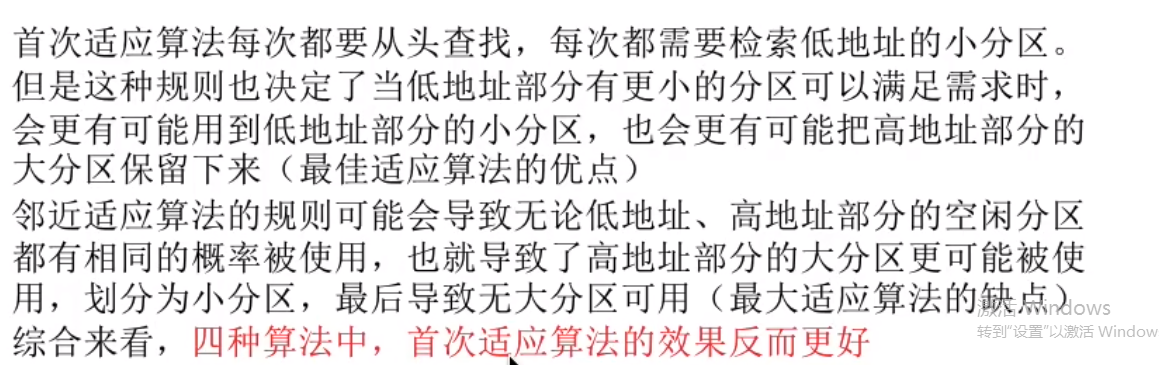 首次适应算法每次都要从头查找，每次都需要检索低地址的小分区。
但是这种规则也决定了当低地址部分有更小的分区可以满足需求时，
会更有可能用到低地址部分的小分区，也会更有可能把高地址部分的
大分区保留下来（最佳适应算法的优点）
邻近适应算法的规则可能会导致无论低地址、高地址部分的空闲分区
都有相同的概率被使用，也就导致了高地址部分的大分区更可能被使
用，划分为小分区，最后导致无大分区可用（最大适应算法的缺点）
激活 Windows
转到“设置”以激活 Window
综合来看，四种算法中，首次适应算法的效果反而更好